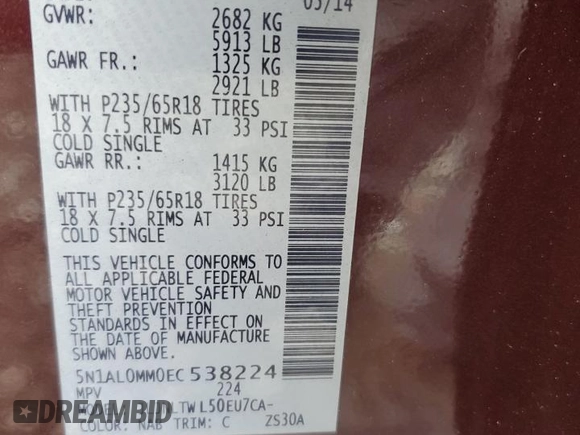 05/14
GVWR: 2682 KG
5913 LB
GAWR FR.: 1325 KG
2921 LB
WITH P235/65R18 TIRES
18 X 7.5 RIMS AT 33 PSI
COLD SINGLE
GAWR RR.: 1415 KG
3120 LB
WITH P235/65R18 TIRES
18 X 7.5 RIMS AT 33 PSI
COLD SINGLE
THIS VEHICLE CONFORMS TO
ALL APPLICABLE FEDERAL
MOTOR VEHICLE SAFETY AND
THEFT PREVENTION
STANDARDS IN EFFECT ON
THE DATE OF MANUFACTURE
SHOWN ABOVE.
5N1AL0MM0EC538224
MPV 224
LTWL50EU7CA-
COLOR: NAB TRIM: C ZS30A
DID.AUTOBIDMASTER